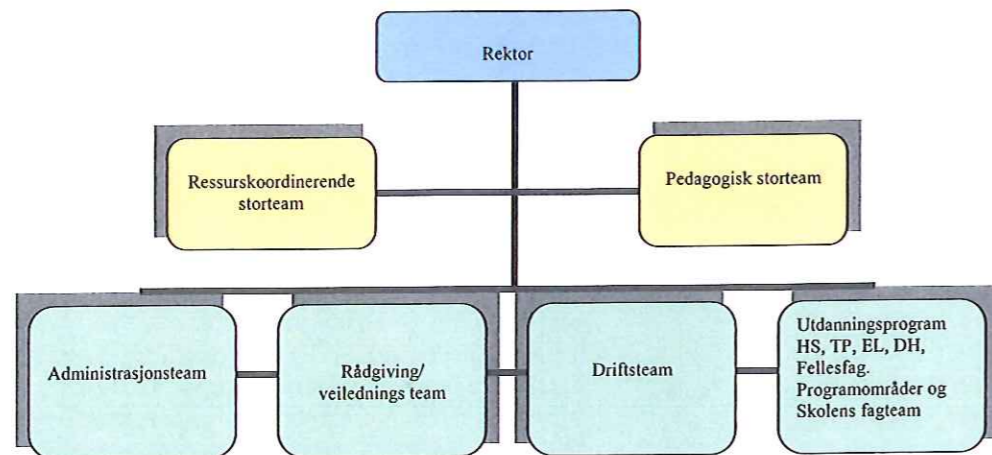 Rektor
Ressurskoordinerende
storteam
Pedagogisk storteam
Administrasjonsteam
Rådgiving/
veilednings team
Driftsteam
Utdanningsprogram
HS, TP, EL, DH,
Fellesfag.
Programområder og
Skolens fagteam